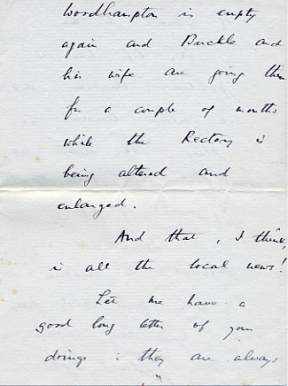 Woodhampton is empty
again and Buckle and
his wife are going there
for a couple of months
while the Rectory is
being altered and
enlarged.
And that, I think,
is all the local news!
Let me have a
good long letter of your
doings: they are always